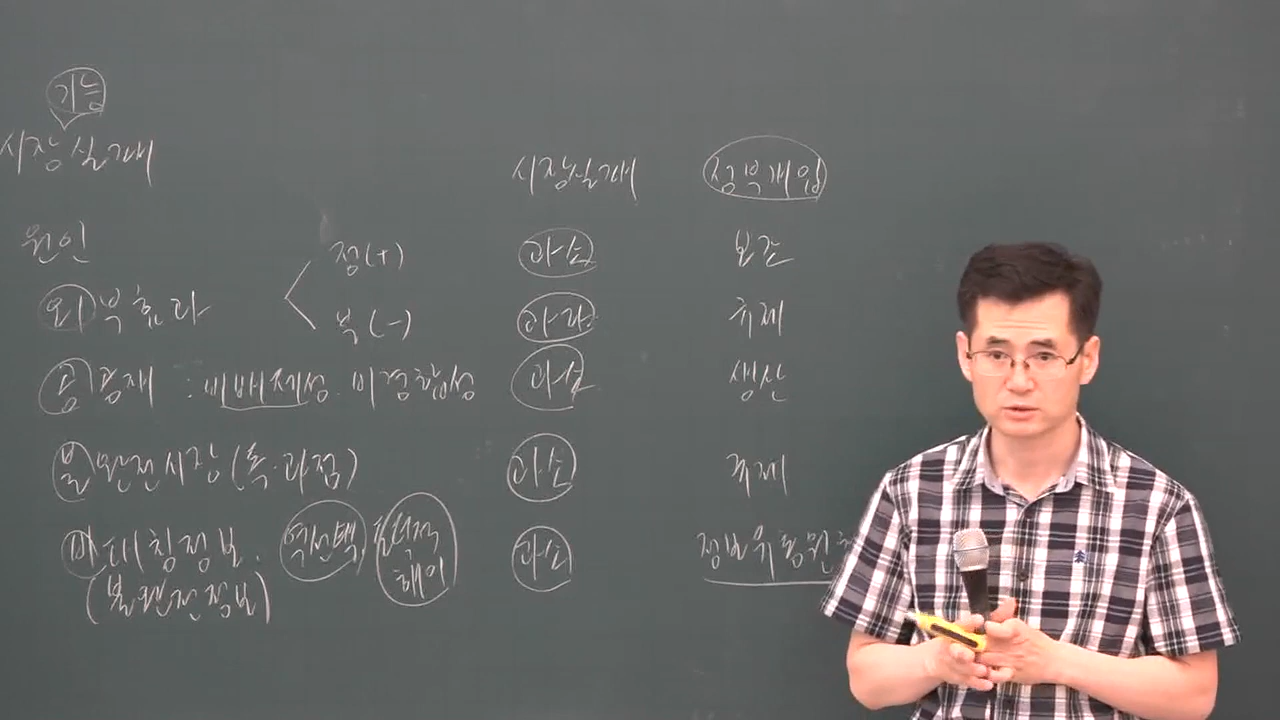 기능
시장실패
시장실패 정부개입
원인
정(+) 과소 보조
외부효과
부(-) 과다 규제
공공재 : 비배제성. 비경합성 과소 생산
불완전시장(독·과점) 과소 규제
비대칭정보. 역선택, 도덕적 과소 정보유통원
해이
(불완전정보)